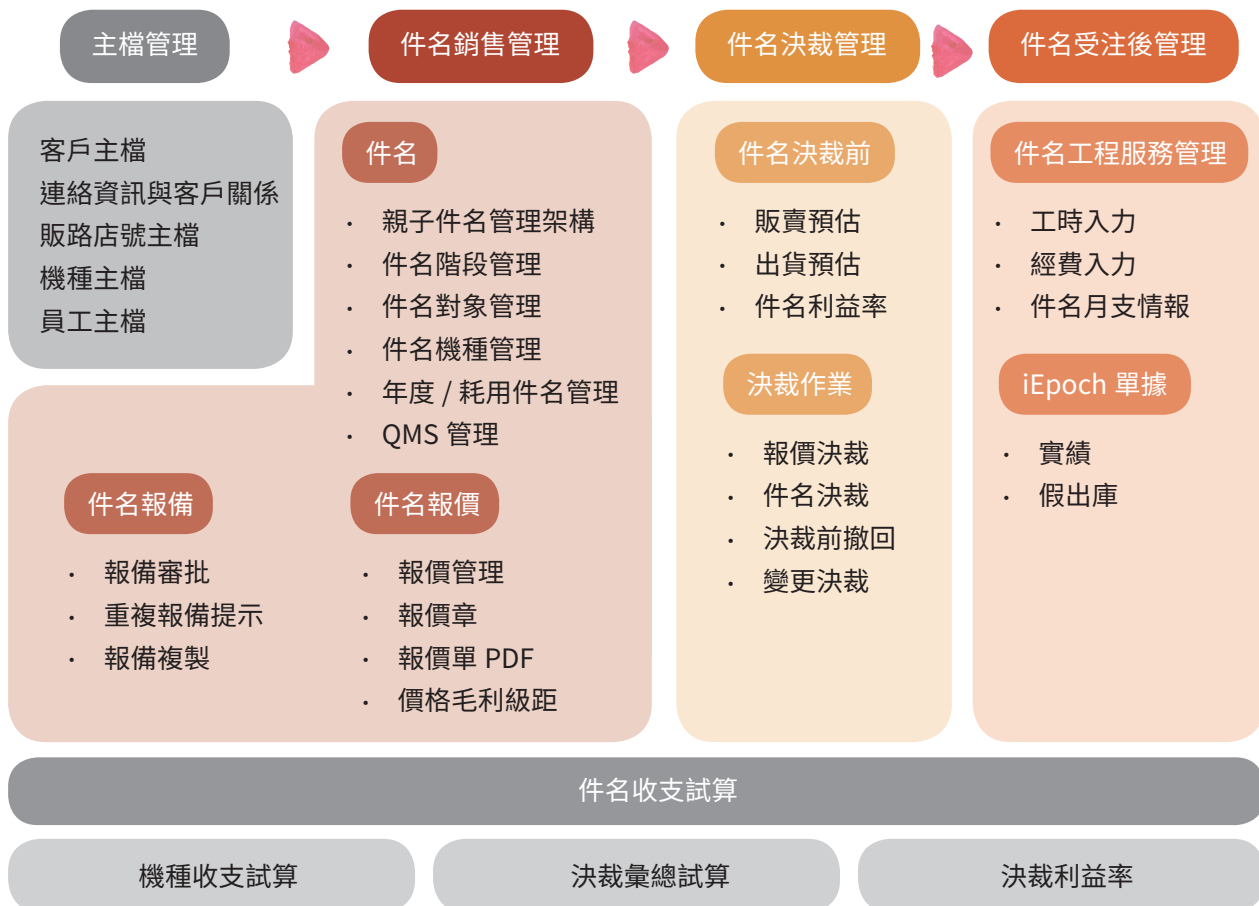 主檔管理
件名銷售管理
件名決裁管理
件名受注後管理
客戶主檔
連絡資訊與客戶關係
販路店號主檔
機種主檔
員工主檔
件名
· 親子件名管理架構
· 件名階段管理
· 件名對象管理
· 件名機種管理
· 年度 / 耗用件名管理
· QMS 管理
件名報備
· 報備審批
· 重複報備提示
· 報備複製
件名報價
· 報價管理
· 報價章
· 報價單 PDF
· 價格毛利級距
件名決裁前
· 販賣預估
· 出貨預估
· 件名利益率
決裁作業
· 報價決裁
· 件名決裁
· 決裁前撤回
· 變更決裁
件名工程服務管理
· 工時入力
· 經費入力
· 件名月支情報
iEpoch 單據
· 實績
· 假出庫
件名收支試算
機種收支試算
決裁彙總試算
決裁利益率